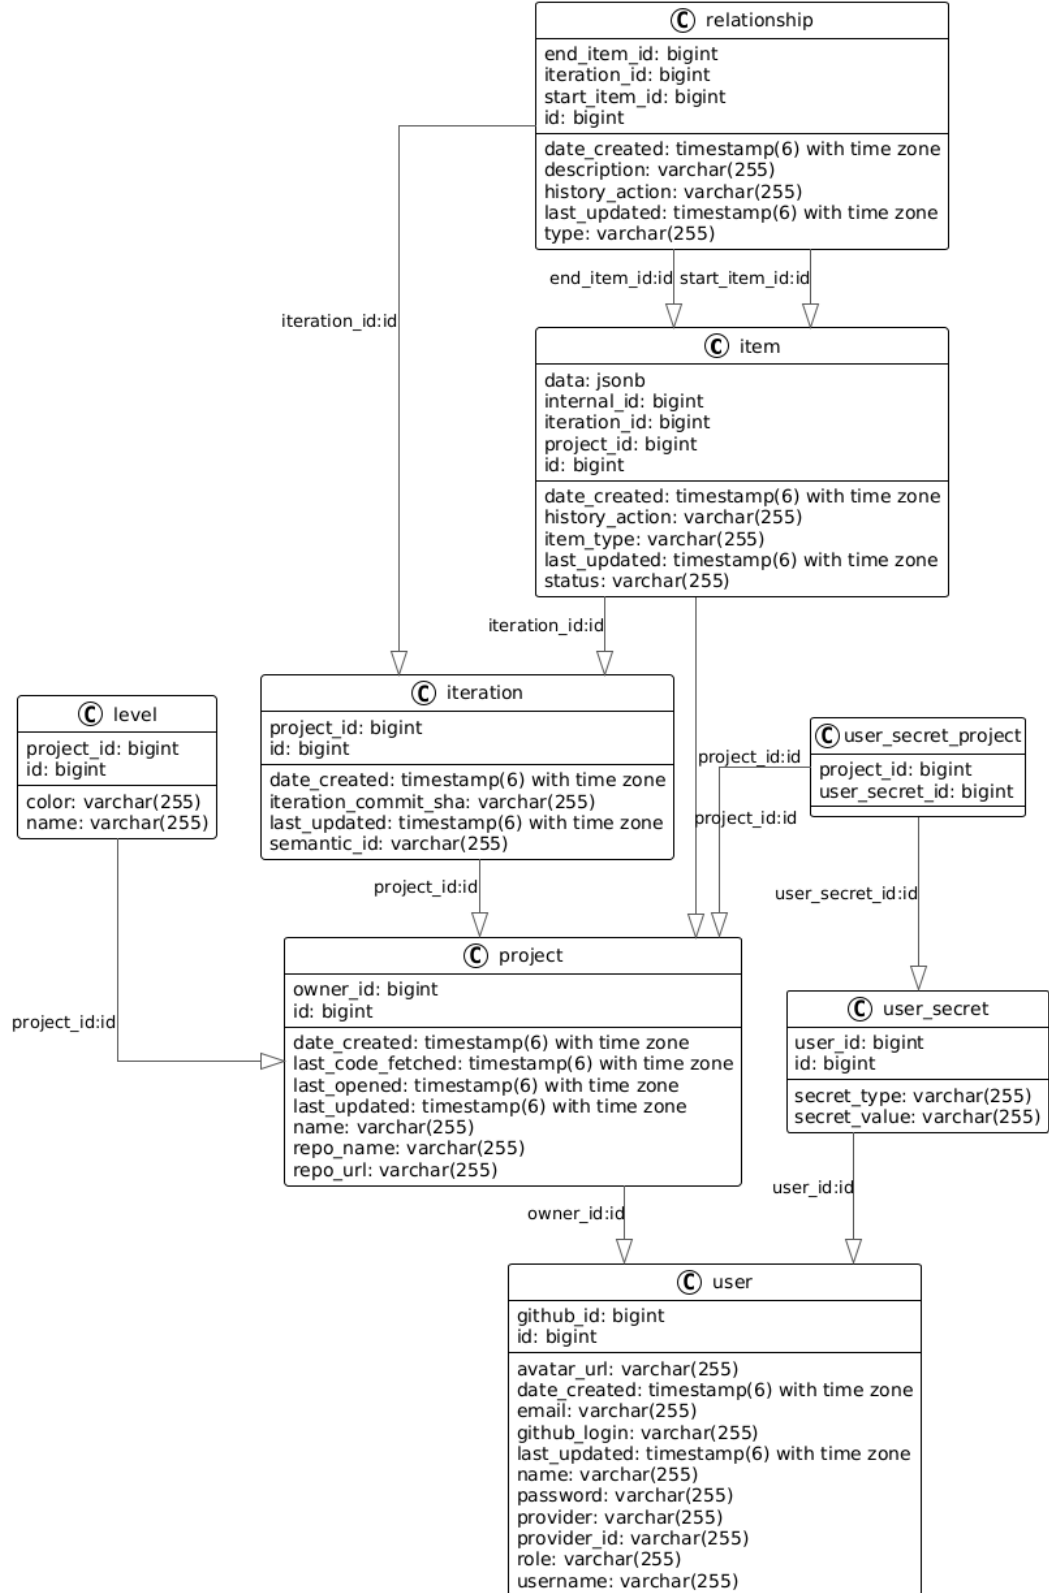 C relationship
end_item_id: bigint
iteration_id: bigint
start_item_id: bigint
id: bigint
date_created: timestamp(6) with time zone
description: varchar(255)
history_action: varchar(255)
last_updated: timestamp(6) with time zone
type: varchar(255)
end_item_id:id
start_item_id:id
iteration_id:id
C item
data: jsonb
internal_id: bigint
iteration_id: bigint
project_id: bigint
id: bigint
date_created: timestamp(6) with time zone
history_action: varchar(255)
item_type: varchar(255)
last_updated: timestamp(6) with time zone
status: varchar(255)
iteration_id:id
C level
project_id: bigint
id: bigint
color: varchar(255)
name: varchar(255)
C iteration
project_id: bigint
id: bigint
date_created: timestamp(6) with time zone
iteration_commit_sha: varchar(255)
last_updated: timestamp(6) with time zone
semantic_id: varchar(255)
C user_secret_project
project_id: bigint
user_secret_id: bigint
project_id:id
project_id:id
project_id:id
user_secret_id:id
project_id:id
C project
owner_id: bigint
id: bigint
date_created: timestamp(6) with time zone
last_code_fetched: timestamp(6) with time zone
last_opened: timestamp(6) with time zone
last_updated: timestamp(6) with time zone
name: varchar(255)
repo_name: varchar(255)
repo_url: varchar(255)
C user_secret
user_id: bigint
id: bigint
secret_type: varchar(255)
secret_value: varchar(255)
owner_id:id
user_id:id
C user
github_id: bigint
id: bigint
avatar_url: varchar(255)
date_created: timestamp(6) with time zone
email: varchar(255)
github_login: varchar(255)
last_updated: timestamp(6) with time zone
name: varchar(255)
password: varchar(255)
provider: varchar(255)
provider_id: varchar(255)
role: varchar(255)
username: varchar(255)